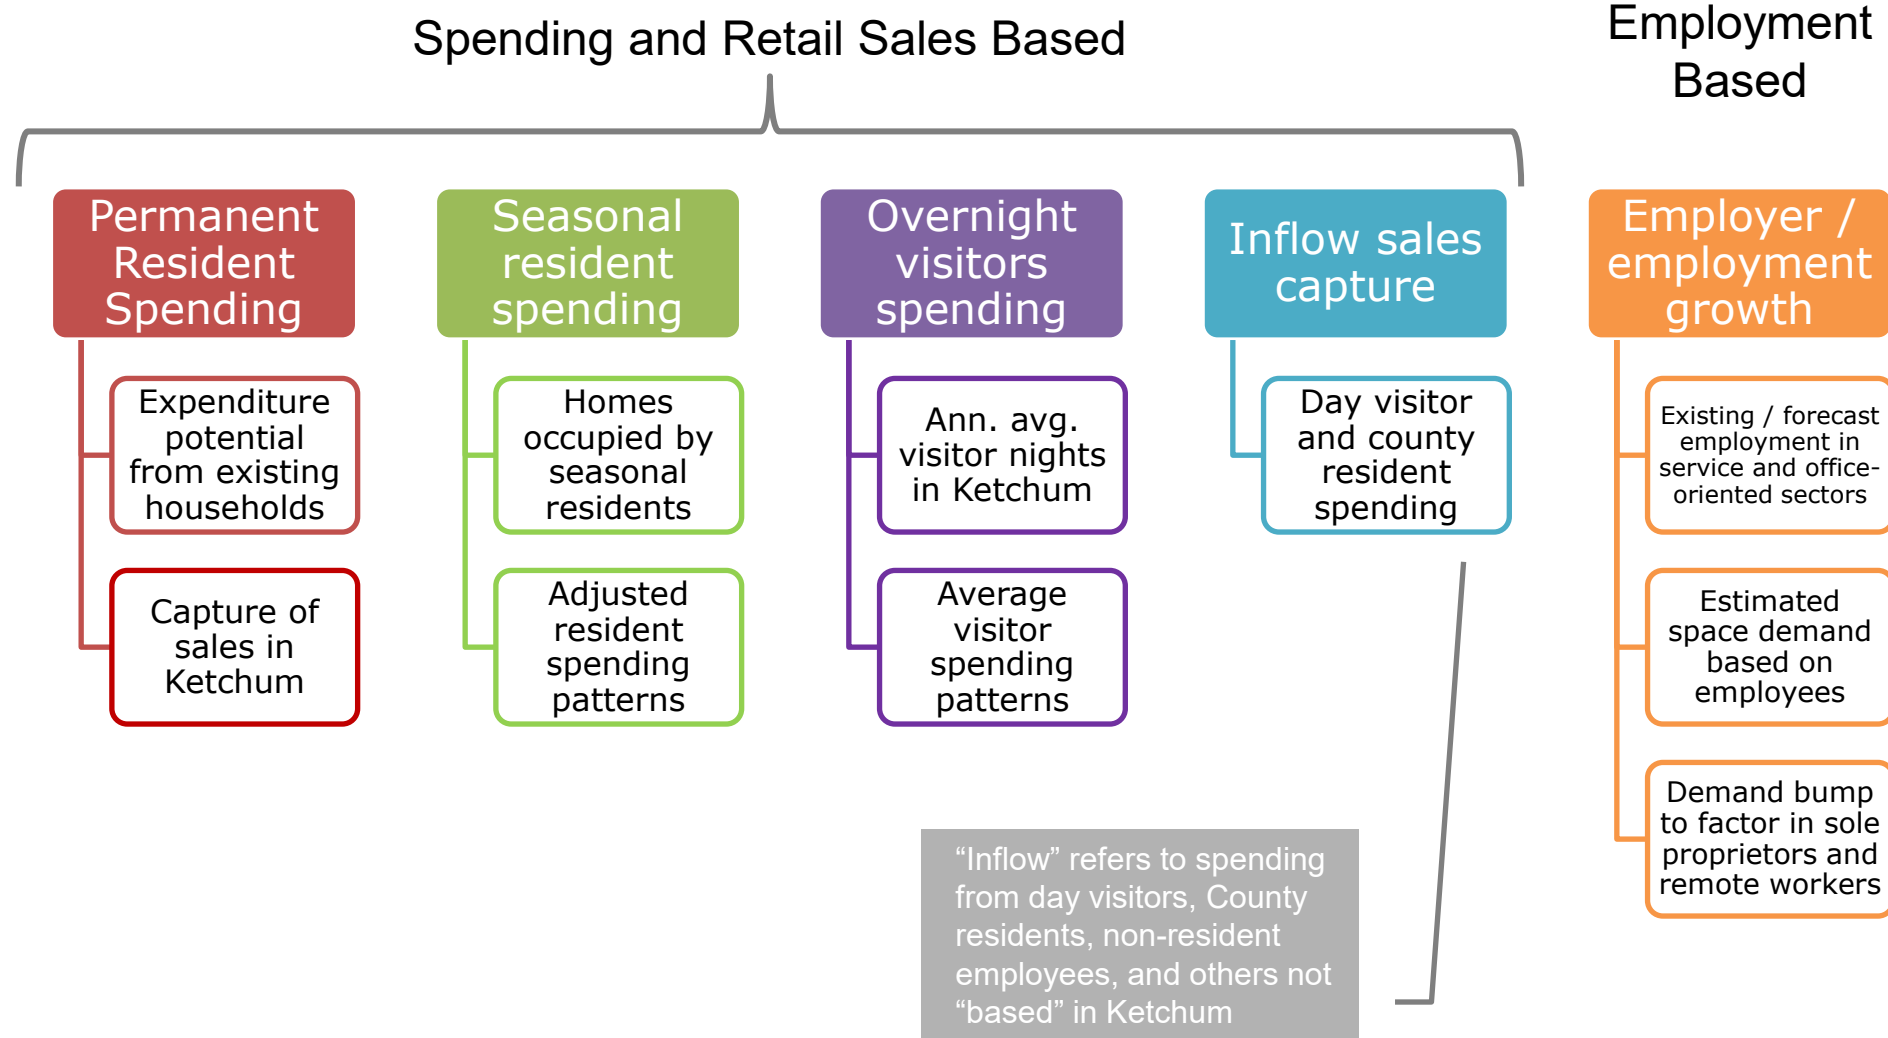 Spending and Retail Sales Based
Employment
Based
Permanent
Resident
Spending
Expenditure
potential
from existing
households
Capture of
sales in
Ketchum
Seasonal
resident
spending
Homes
occupied by
seasonal
residents
Adjusted
resident
spending
patterns
Overnight
visitors
spending
Ann. avg.
visitor nights
in Ketchum
Average
visitor
spending
patterns
Inflow sales
capture
Day visitor
and county
resident
spending
“Inflow” refers to spending
from day visitors, County
residents, non-resident
employees, and others not
“based” in Ketchum
Employer /
employment
growth
Existing / forecast
employment in
service and office-
oriented sectors
Estimated
space demand
based on
employees
Demand bump
to factor in sole
proprietors and
remote workers